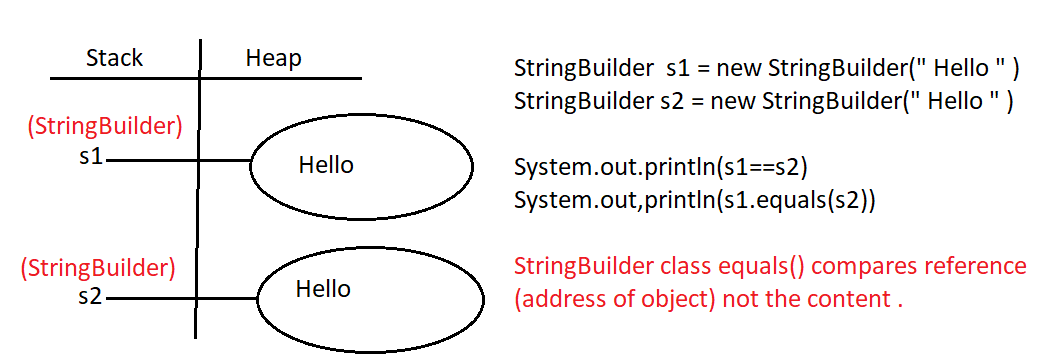 Stack Heap
(StringBuilder)
s1 Hello
(StringBuilder)
s2 Hello
StringBuilder  s1 = new StringBuilder(" Hello " )
StringBuilder s2 = new StringBuilder(" Hello " )
System.out.println(s1==s2)
System.out,println(s1.equals(s2))
StringBuilder class equals() compares reference
(address of object) not the content .